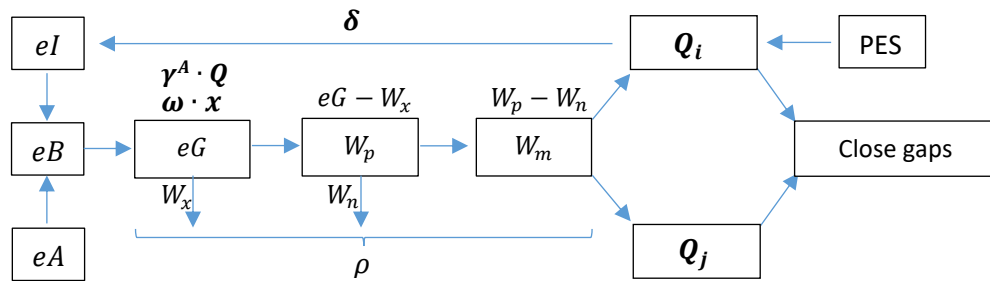 δ
eI
Q_i
PES
γ^A · Q
ω · x
eG − W_x
W_p − W_n
eB
eG
W_p
W_m
Close gaps
W_x
W_n
eA
ρ
Q_j